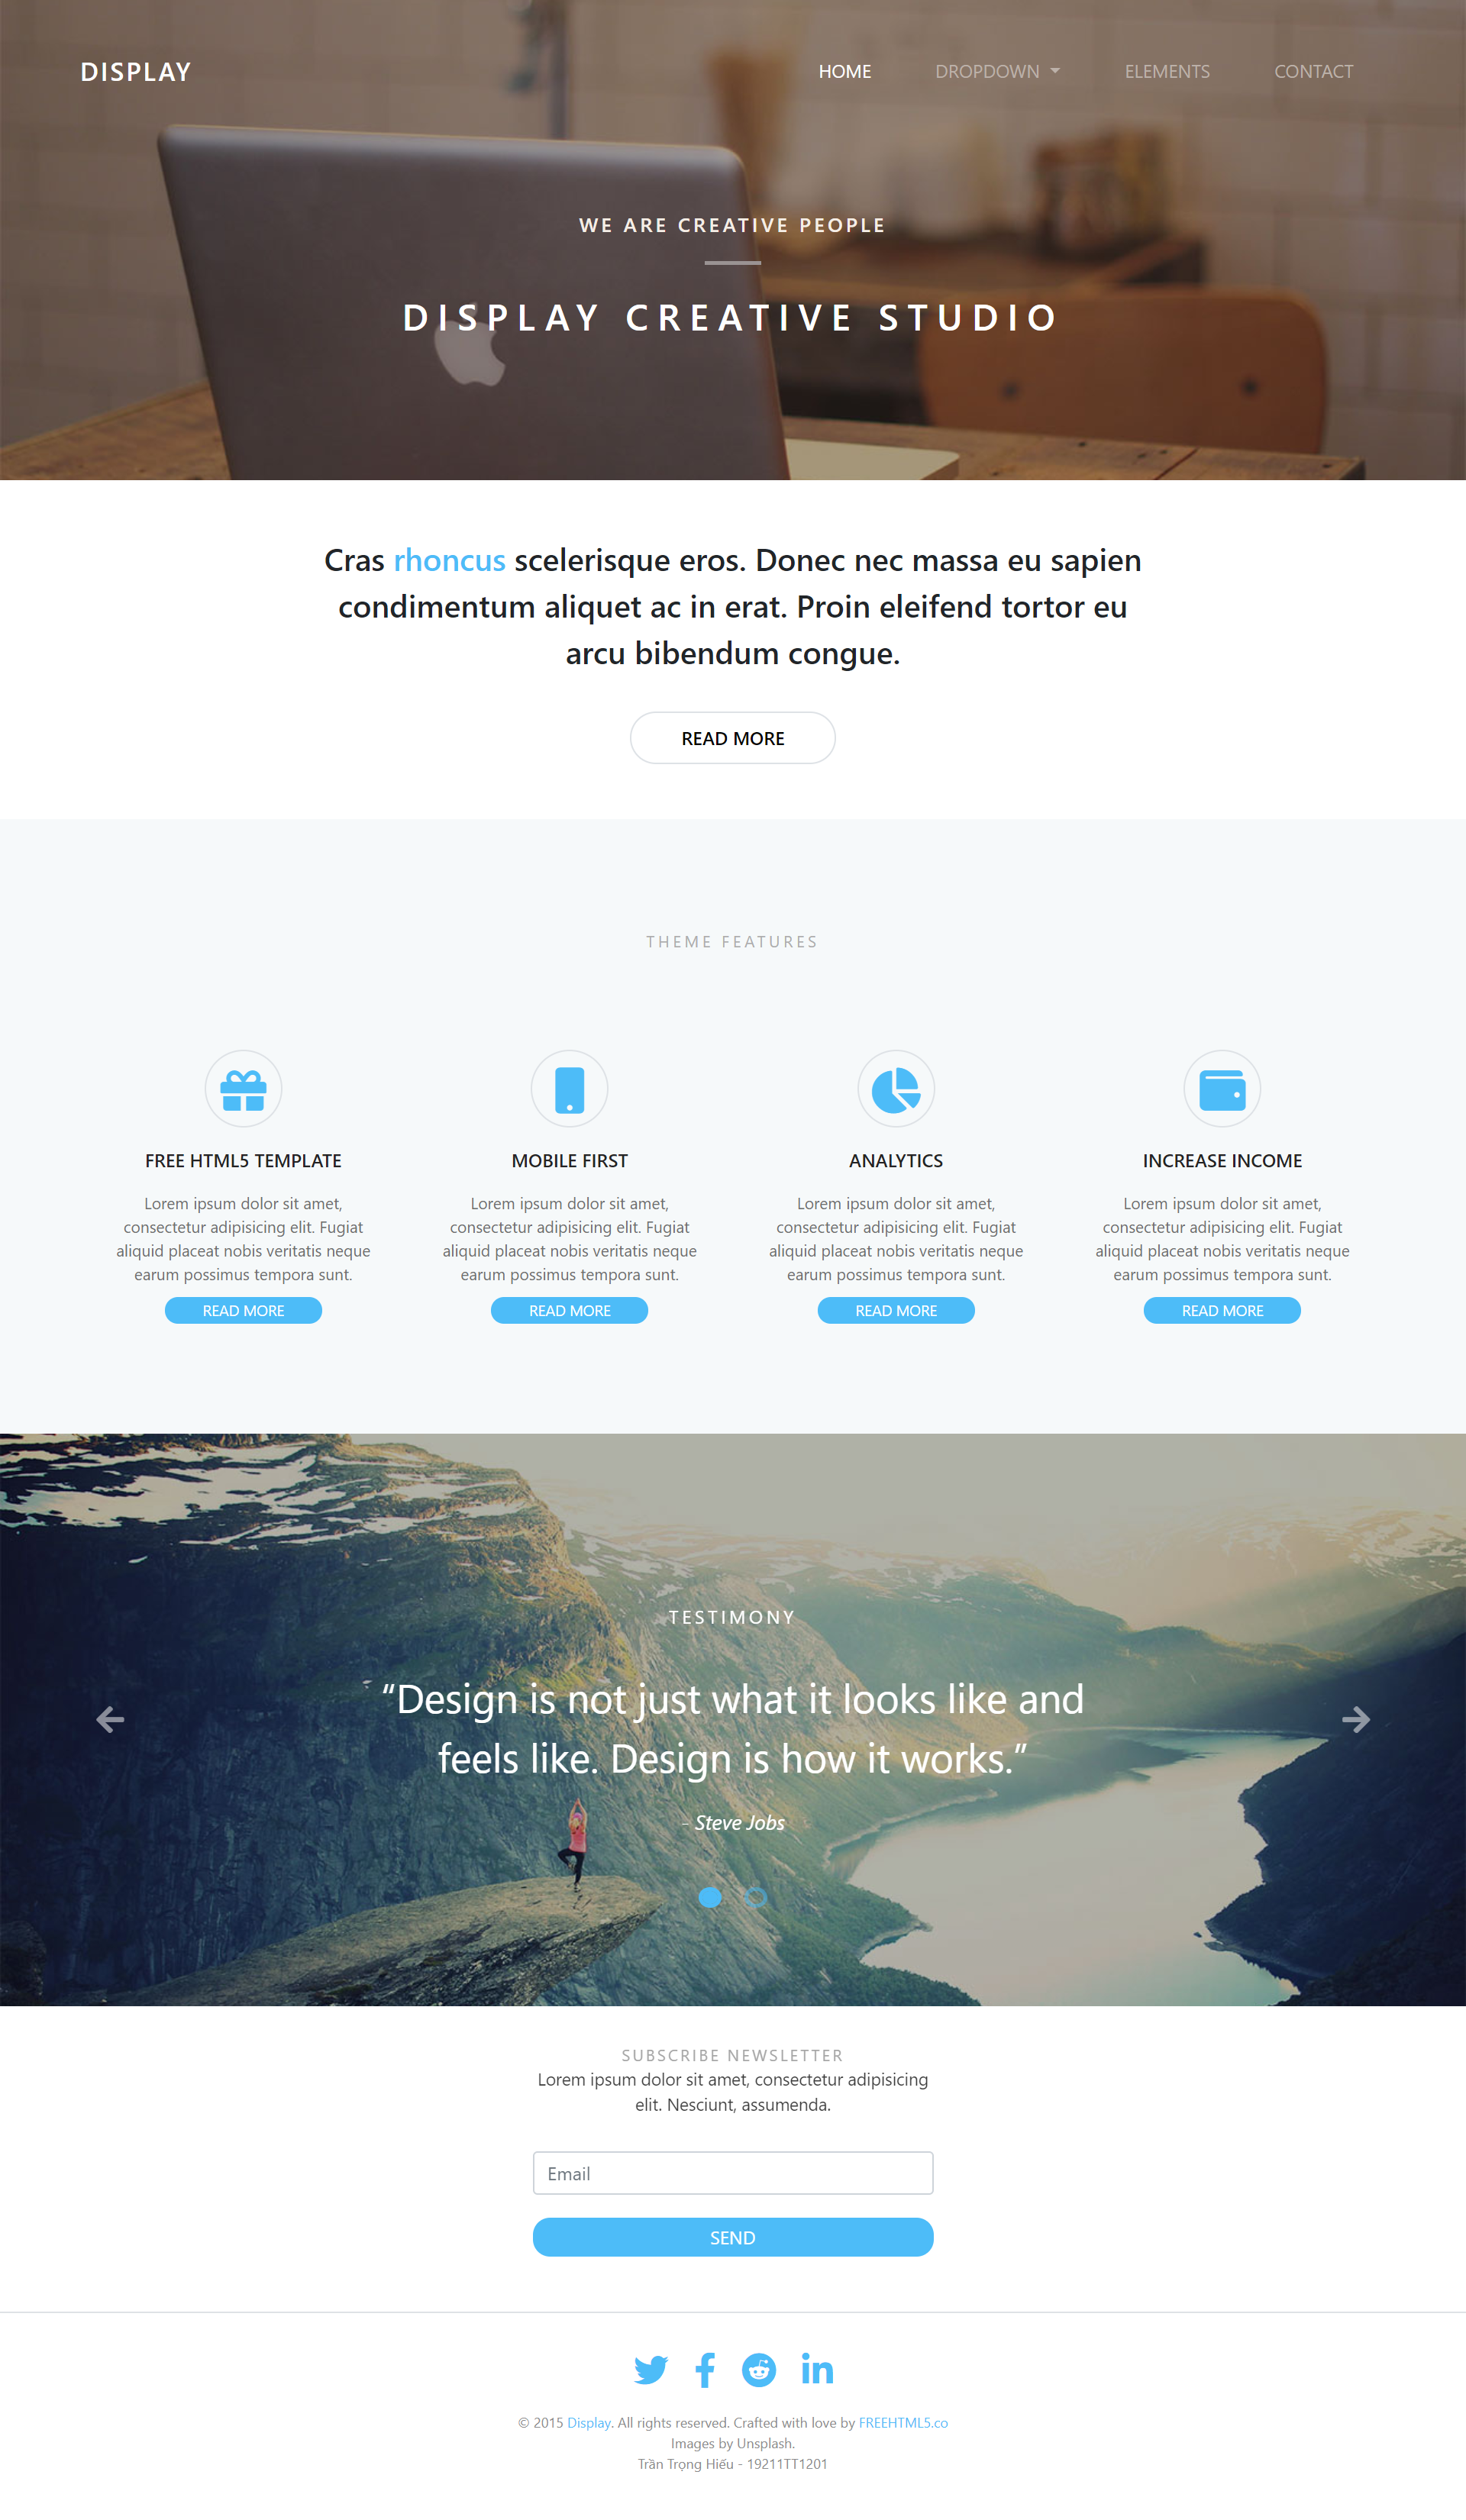 DISPLAY
HOME
DROPDOWN
ELEMENTS
CONTACT
WE ARE CREATIVE PEOPLE
DISPLAY CREATIVE STUDIO
Cras rhoncus scelerisque eros. Donec nec massa eu sapien
condimentum aliquet ac in erat. Proin eleifend tortor eu
arcu bibendum congue.
READ MORE
THEME FEATURES
FREE HTML5 TEMPLATE
Lorem ipsum dolor sit amet,
consectetur adipisicing elit. Fugiat
aliquid placeat nobis veritatis neque
earum possimus tempora sunt.
READ MORE
MOBILE FIRST
Lorem ipsum dolor sit amet,
consectetur adipisicing elit. Fugiat
aliquid placeat nobis veritatis neque
earum possimus tempora sunt.
READ MORE
ANALYTICS
Lorem ipsum dolor sit amet,
consectetur adipisicing elit. Fugiat
aliquid placeat nobis veritatis neque
earum possimus tempora sunt.
READ MORE
INCREASE INCOME
Lorem ipsum dolor sit amet,
consectetur adipisicing elit. Fugiat
aliquid placeat nobis veritatis neque
earum possimus tempora sunt.
READ MORE
TESTIMONY
“Design is not just what it looks like and
feels like. Design is how it works.”
– Steve Jobs
SUBSCRIBE NEWSLETTER
Lorem ipsum dolor sit amet, consectetur adipisicing
elit. Nesciunt, assumenda.
Email
SEND
© 2015 Display. All rights reserved. Crafted with love by FREEHTML5.co
Images by Unsplash.
Trần Trọng Hiếu - 19211TT1201